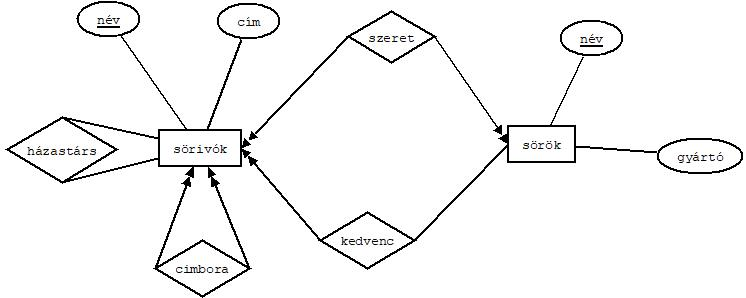 név
cím
szeret
név
házastárs
sörivók
sörök
gyártó
kedvenc
cimbora